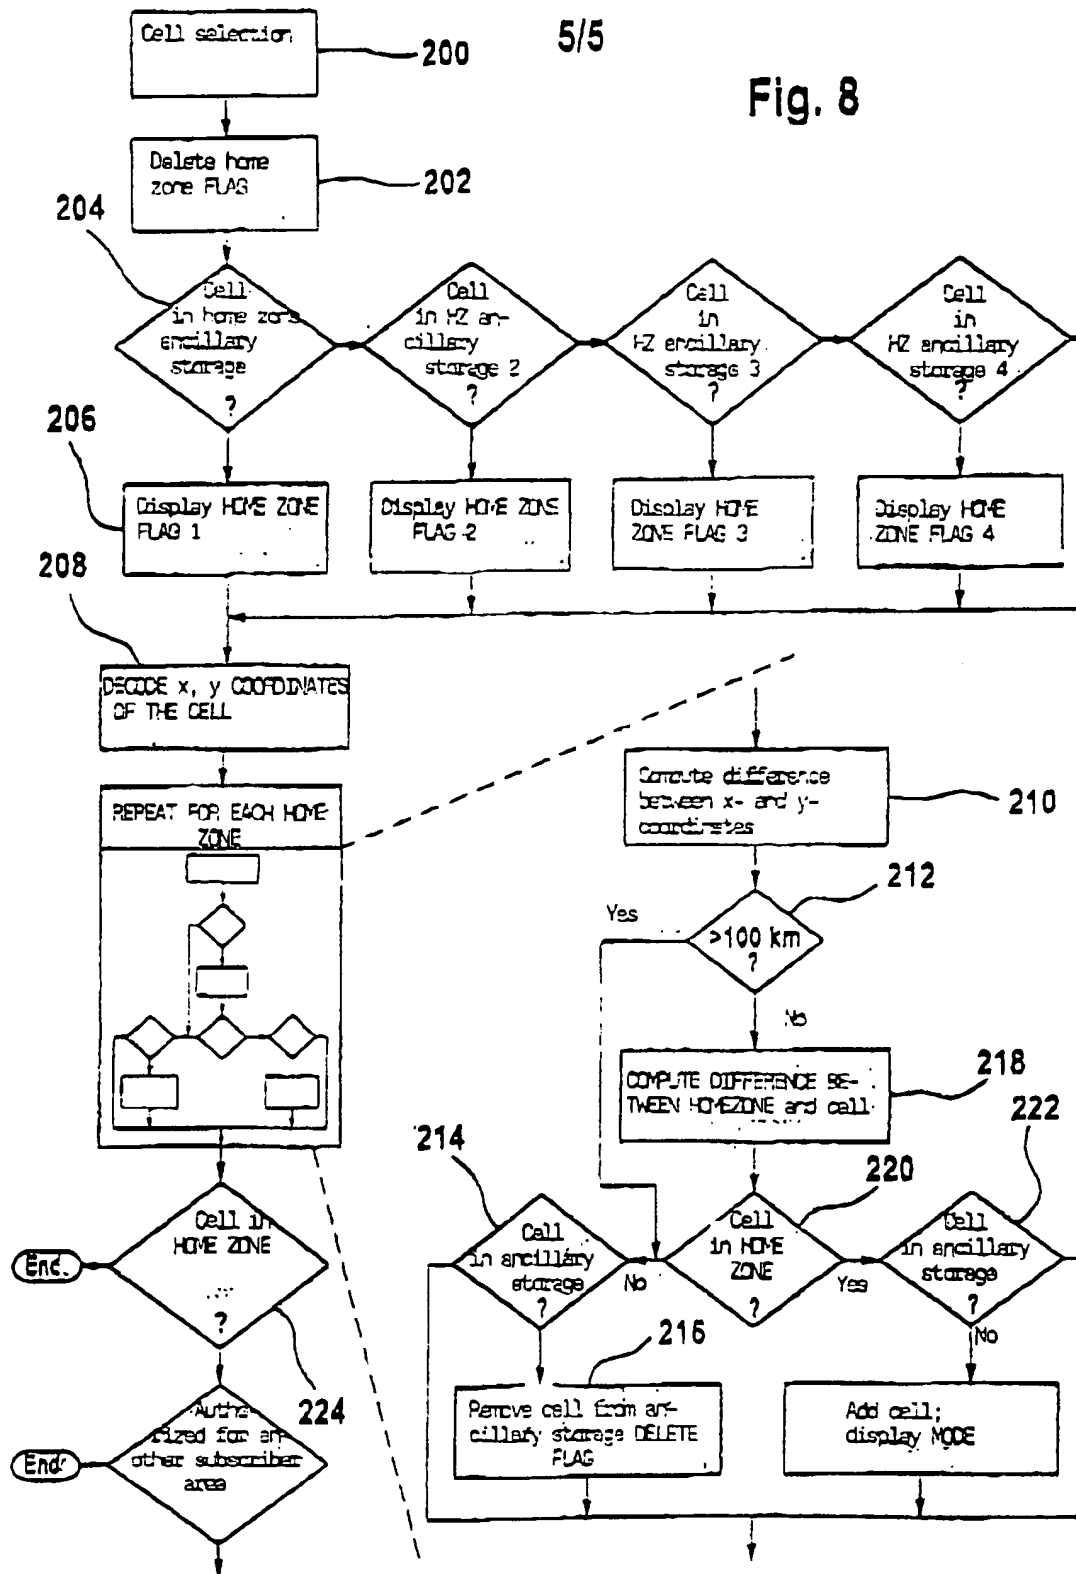 5/5
Fig. 8
Cell selection
200
Delete home
zone FLAG
202
204
Cell
in home zone
ancillary
storage
?
Cell
in HZ an-
cillary
storage 2
?
Cell
in
HZ ancillary
storage 3
?
Cell
in
HZ ancillary
storage 4
?
206
Display HOME ZONE
FLAG 1
Display HOME ZONE
FLAG 2
Display HOME
ZONE FLAG 3
Display HOME
ZONE FLAG 4
208
DECODE x, y COORDINATES
OF THE CELL
REPEAT FOR EACH HOME-
ZONE
Compute difference
between x- and y-
coordinates
210
212
Yes
>100 km
?
No
COMPUTE DIFFERENCE BE-
TWEEN HOMEZONE and cell
218
214
220
222
Cell
in ancillary
storage
?
No
Cell
in HOME
ZONE
?
Yes
Cell
in ancillary
storage
?
No
216
Remove cell from an-
cillary storage DELETE
FLAG
Add cell;
display MODE
Cell in
HOME ZONE
...
?
End
224
Autho-
rized for an-
other subscriber
area
End